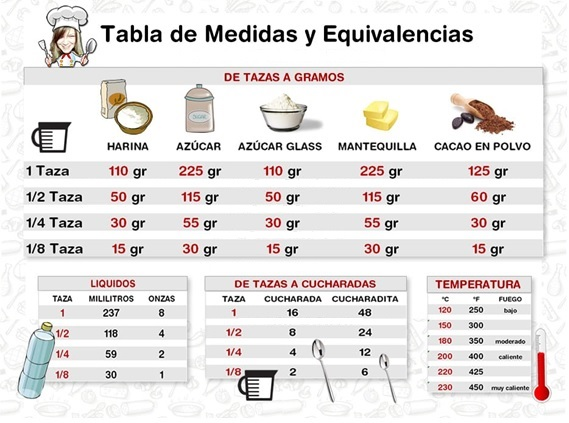 Tabla de Medidas y Equivalencias
DE TAZAS A GRAMOS
HARINA AZÚCAR AZÚCAR GLASS MANTEQUILLA CACAO EN POLVO
1 Taza 110 gr 225 gr 110 gr 225 gr 125 gr
1/2 Taza 50 gr 115 gr 50 gr 115 gr 60 gr
1/4 Taza 30 gr 55 gr 30 gr 55 gr 30 gr
1/8 Taza 15 gr 30 gr 15 gr 30 gr 15 gr
LIQUIDOS
TAZA MILILITROS ONZAS
1 237 8
1/2 118 4
1/4 59 2
1/8 30 1
DE TAZAS A CUCHARADAS
TAZA CUCHARADA CUCHARADITA
1 16 48
1/2 8 24
1/4 4 12
1/8 2 6
TEMPERATURA
°C °F FUEGO
120 250 bajo
150 300
180 350 moderado
200 400 caliente
220 425
230 450 muy caliente